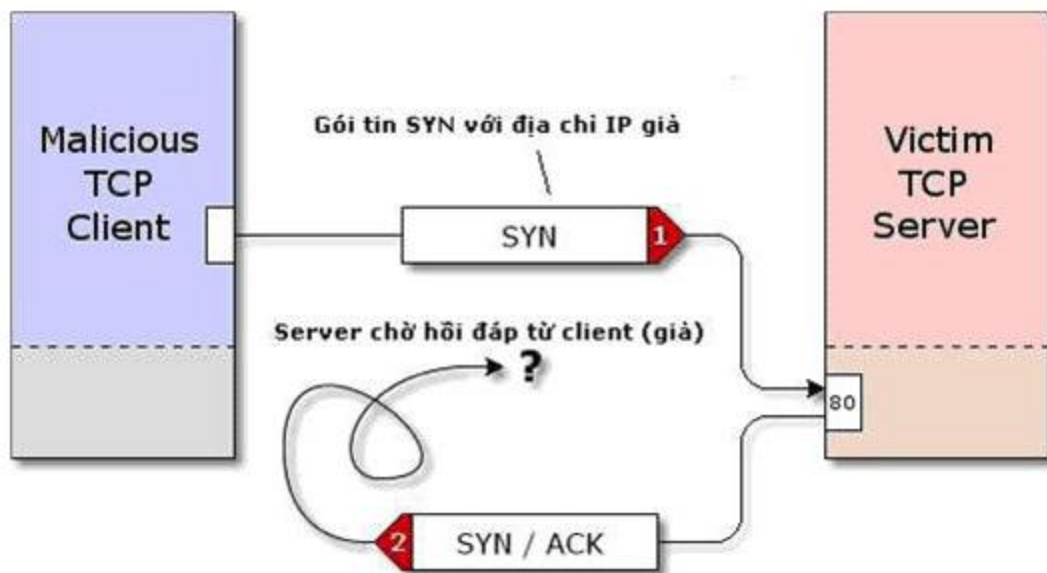 Malicious
TCP
Client
Gói tin SYN với địa chỉ IP giả
SYN
1
Victim
TCP
Server
Server chờ hồi đáp từ client (giả)
?
80
2
SYN / ACK